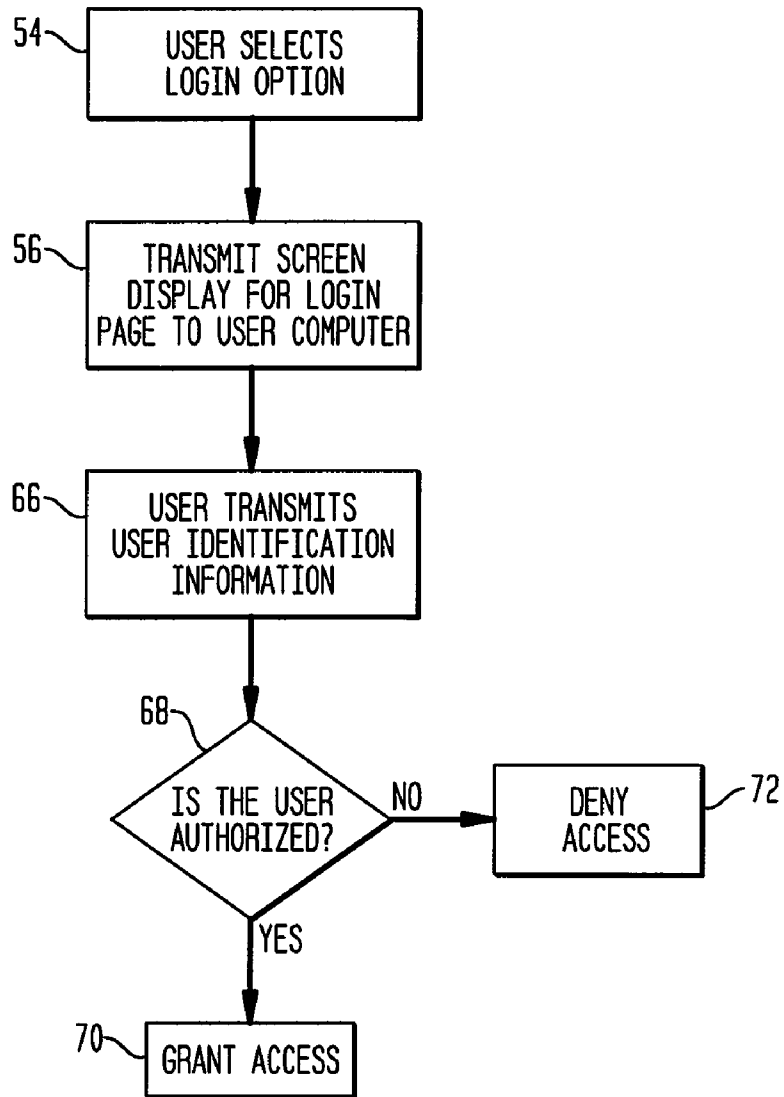 54
USER SELECTS
LOGIN OPTION
56
TRANSMIT SCREEN
DISPLAY FOR LOGIN
PAGE TO USER COMPUTER
66
USER TRANSMITS
USER IDENTIFICATION
INFORMATION
68
IS THE USER
AUTHORIZED?
NO
DENY
ACCESS
72
YES
70
GRANT ACCESS